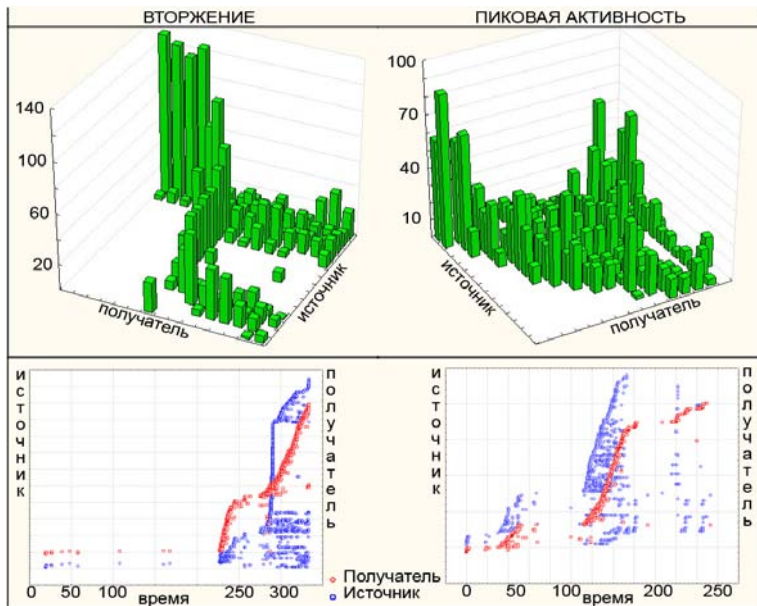 ВТОРЖЕНИЕ
ПИКОВАЯ АКТИВНОСТЬ
140
100
60
20
получатель
источник
100
70
40
10
источник
получатель
источник
получатель
0 50 100 250 300
время
Получатель
Источник
источник
получатель
0 50 100 150 200 250
время